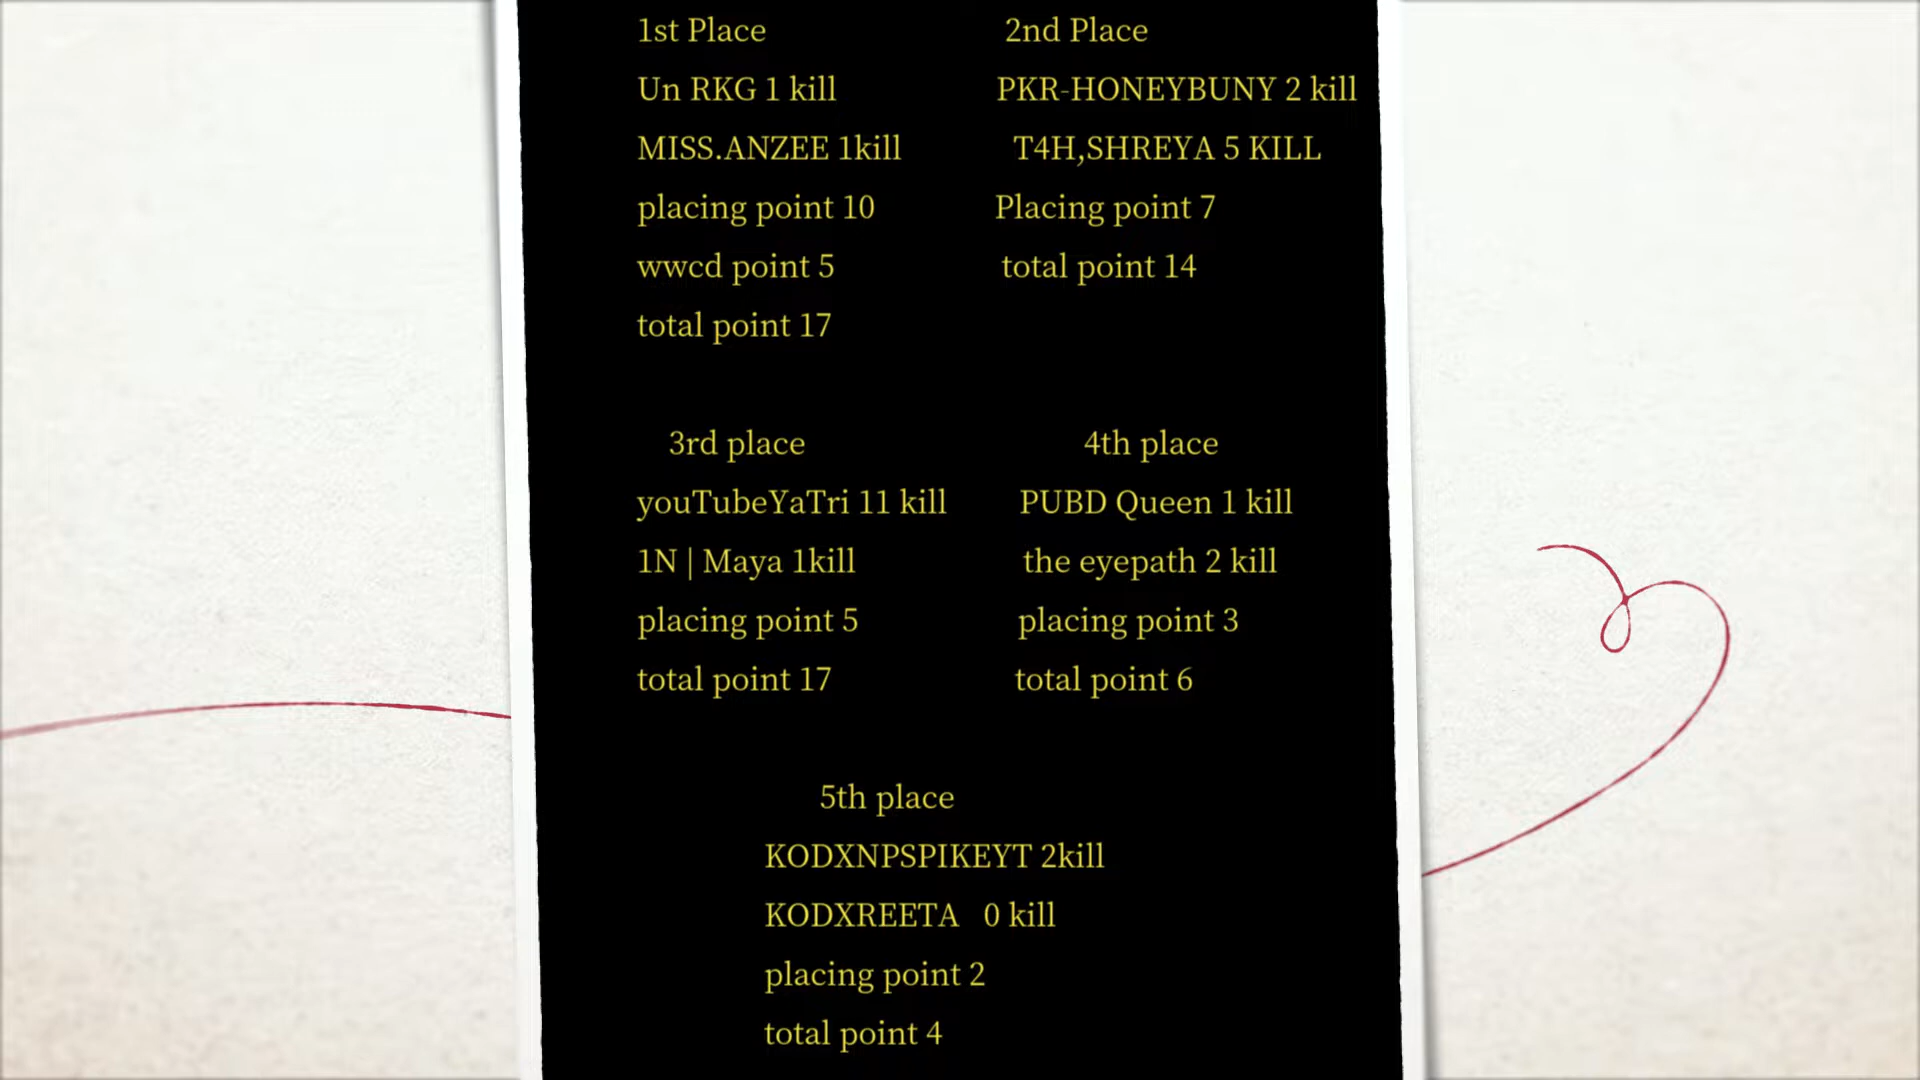 1st Place
Un RKG 1 kill
MISS.ANZEE 1kill
placing point 10
wwcd point 5
total point 17
2nd Place
PKR-HONEYBUNY 2 kill
T4H,SHREYA 5 KILL
Placing point 7
total point 14
3rd place
youTubeYaTri 11 kill
1N | Maya 1kill
placing point 5
total point 17
4th place
PUBD Queen 1 kill
the eyepath 2 kill
placing point 3
total point 6
5th place
KODXNPSPIKEYT 2kill
KODXREETA 0 kill
placing point 2
total point 4